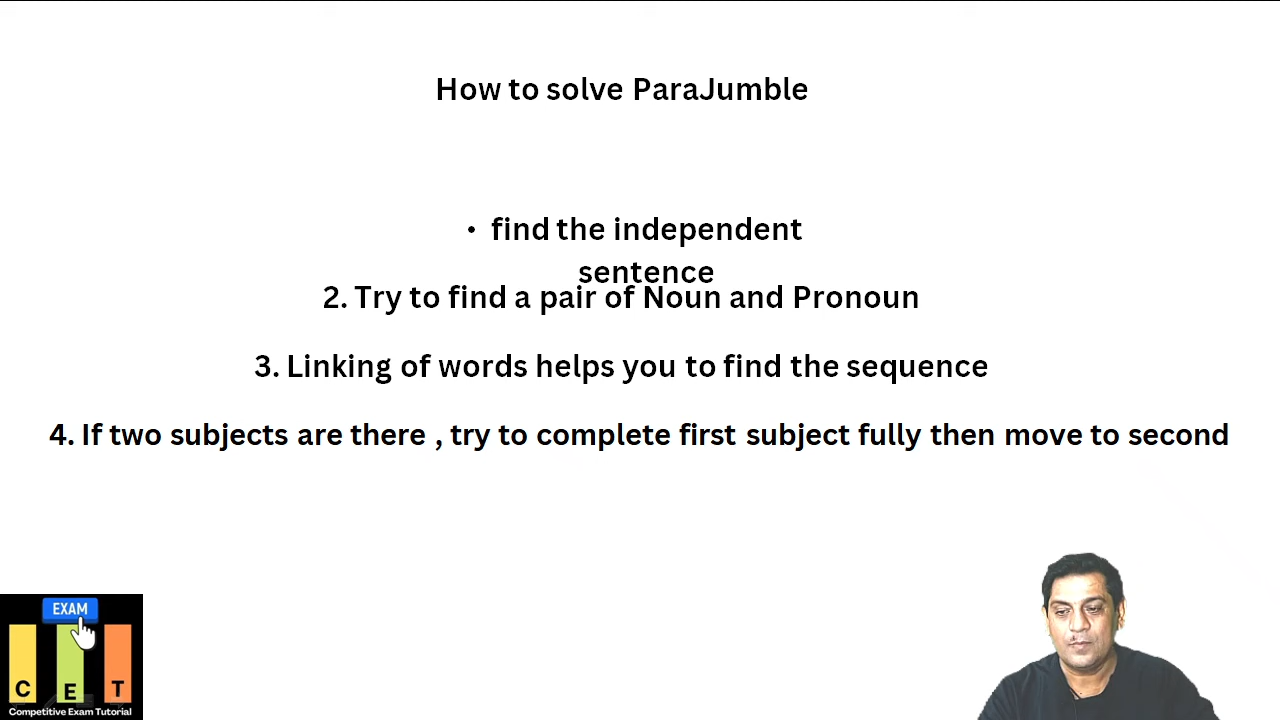 How to solve ParaJumble
• find the independent
sentence
2. Try to find a pair of Noun and Pronoun
3. Linking of words helps you to find the sequence
4. If two subjects are there , try to complete first subject fully then move to second
EXAM
C E T
Competitive Exam Tutorial